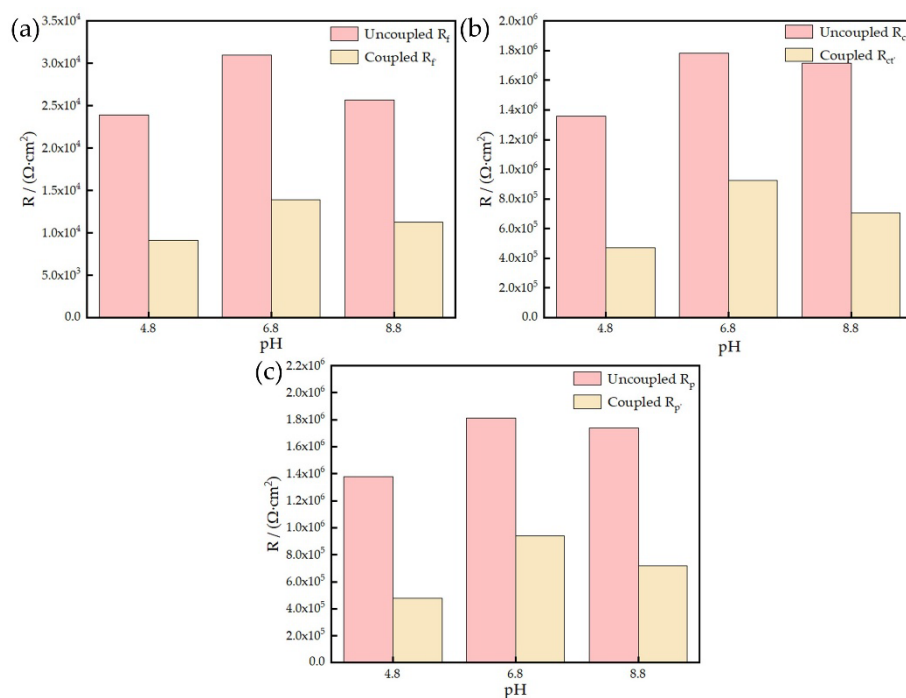 (a)
3.5x10⁴
3.0x10⁴
2.5x10⁴
2.0x10⁴
1.5x10⁴
1.0x10⁴
5.0x10³
0.0
R / (Ω·cm²)
Uncoupled R_f
Coupled R_f'
4.8 6.8 8.8
pH
(b)
2.0x10⁶
1.8x10⁶
1.6x10⁶
1.4x10⁶
1.2x10⁶
1.0x10⁶
8.0x10⁵
6.0x10⁵
4.0x10⁵
2.0x10⁵
0.0
R / (Ω·cm²)
Uncoupled R_c
Coupled R_ct'
4.8 6.8 8.8
pH
(c)
2.2x10⁶
2.0x10⁶
1.8x10⁶
1.6x10⁶
1.4x10⁶
1.2x10⁶
1.0x10⁶
8.0x10⁵
6.0x10⁵
4.0x10⁵
2.0x10⁵
0.0
R / (Ω·cm²)
Uncoupled R_p
Coupled R_p'
4.8 6.8 8.8
pH